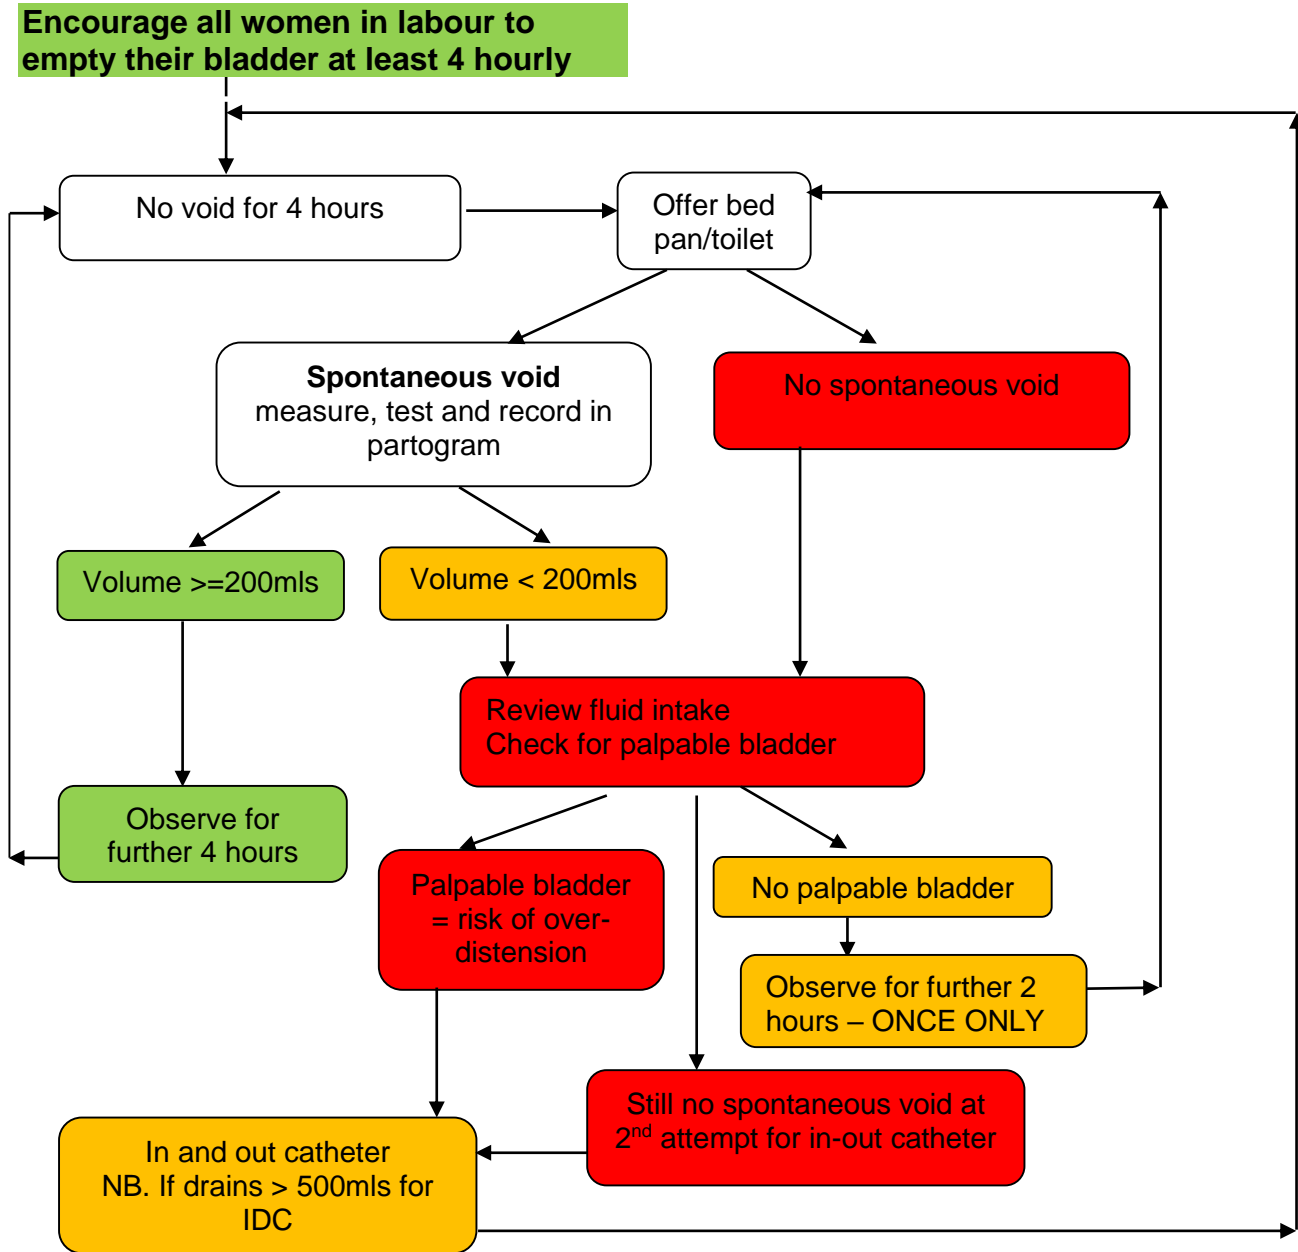 Encourage all women in labour to
empty their bladder at least 4 hourly
No void for 4 hours
Offer bed
pan/toilet
Spontaneous void
measure, test and record in
partogram
No spontaneous void
Volume >=200mls
Volume < 200mls
Review fluid intake
Check for palpable bladder
Observe for
further 4 hours
Palpable bladder
= risk of over-
distension
No palpable bladder
Observe for further 2
hours – ONCE ONLY
Still no spontaneous void at
2nd attempt for in-out catheter
In and out catheter
NB. If drains > 500mls for
IDC